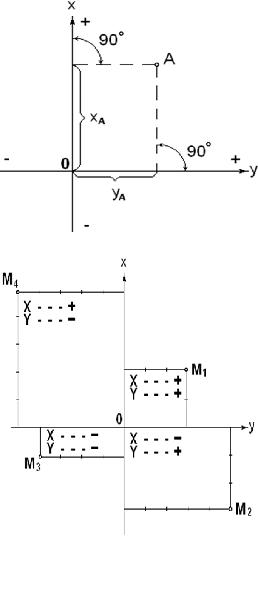 x
+
90°
A
x_A
90°
-
0
+
y
y_A
-
x
M₄
X - - - - +
Y - - - - -
M₁
X - - - - +
Y - - - - +
0
y
X - - - - -
Y - - - - -
X - - - - -
Y - - - - +
M₃
M₂